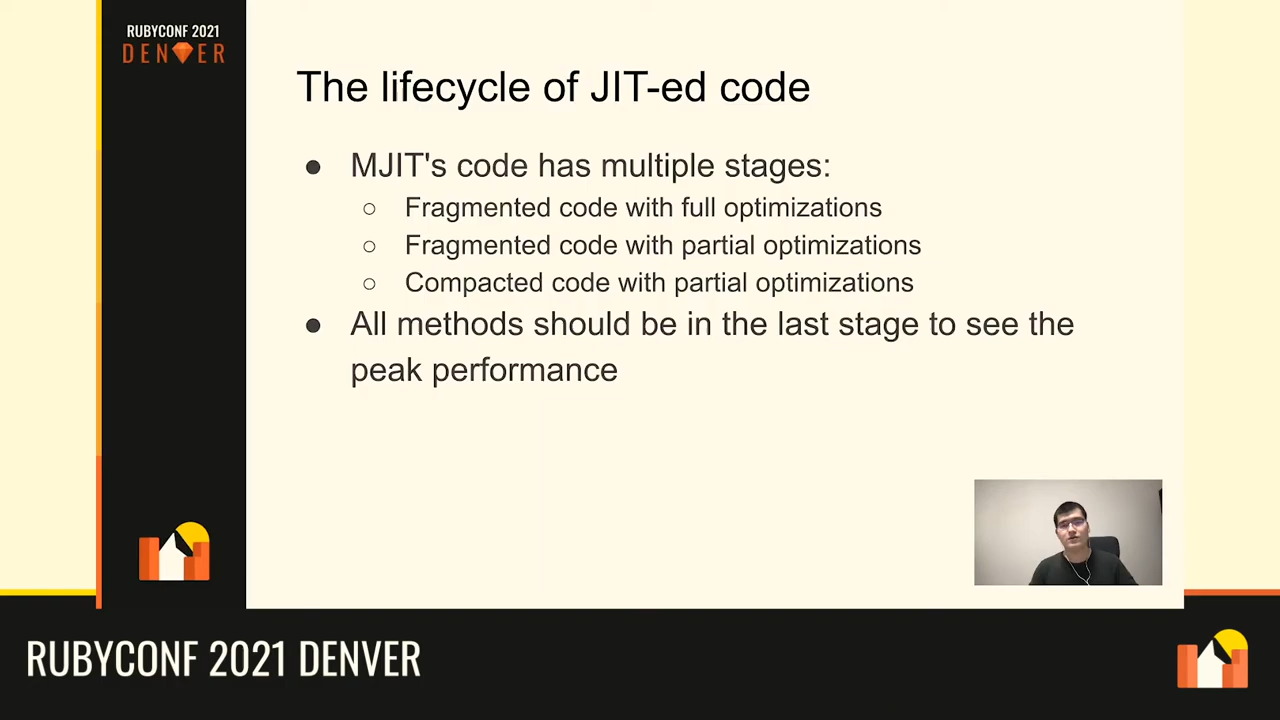 RUBYCONF 2021
DENVER
The lifecycle of JIT-ed code
● MJIT's code has multiple stages:
○ Fragmented code with full optimizations
○ Fragmented code with partial optimizations
○ Compacted code with partial optimizations
● All methods should be in the last stage to see the
peak performance
RUBYCONF 2021 DENVER